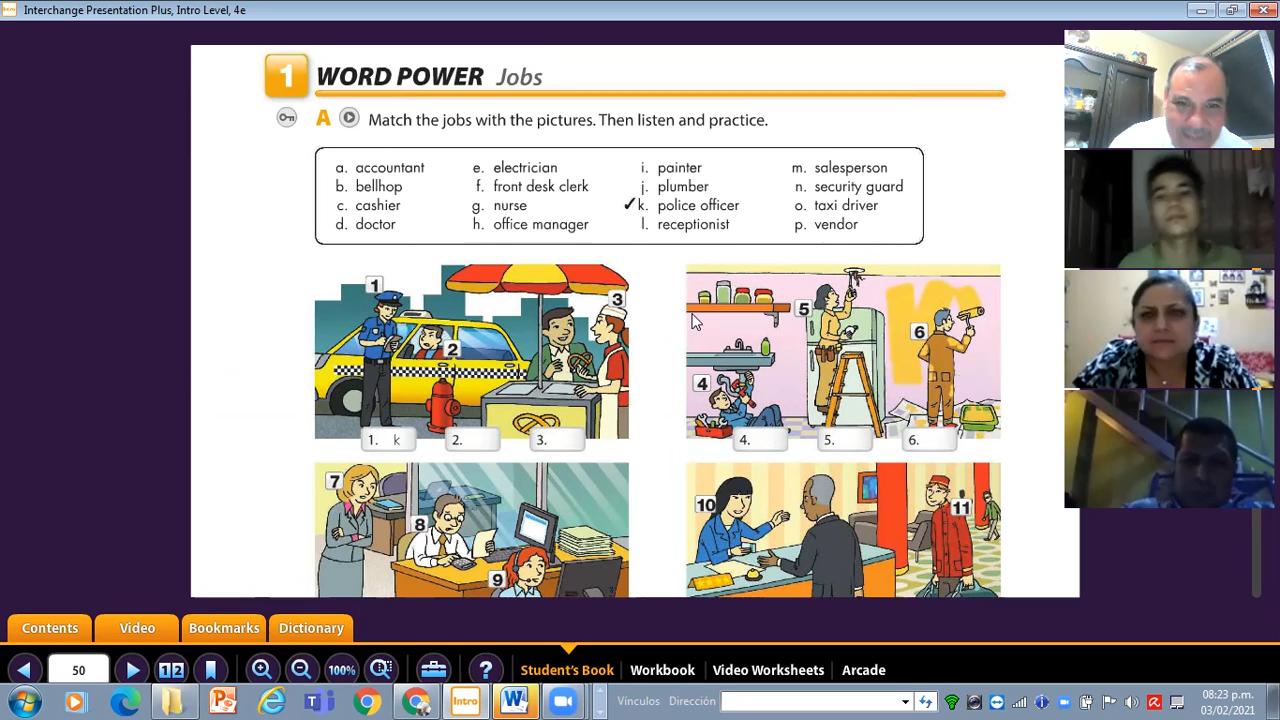 Interchange Presentation Plus, Intro Level, 4e
1 WORD POWER Jobs
A Match the jobs with the pictures. Then listen and practice.
a. accountant e. electrician i. painter m. salesperson
b. bellhop f. front desk clerk j. plumber n. security guard
c. cashier g. nurse ✓k. police officer o. taxi driver
d. doctor h. office manager l. receptionist p. vendor
1
2
3
4
5
6
1. k 2. 3. 4. 5. 6.
7
8
9
10
11
Contents Video Bookmarks Dictionary
50 12 100% ? Student's Book Workbook Video Worksheets Arcade
Intro Vínculos Dirección 08:23 p.m.
03/02/2021